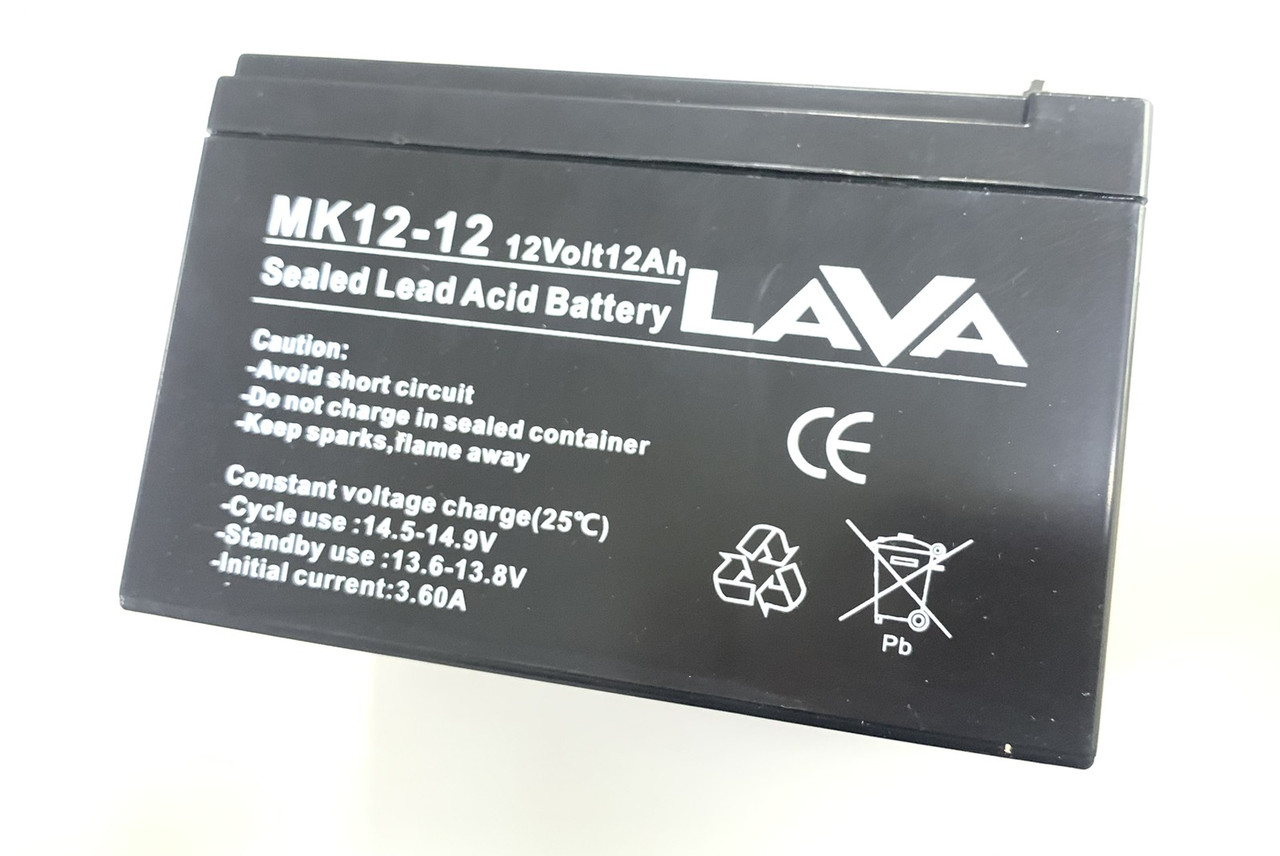 MK12-12 12Volt12Ah
Sealed Lead Acid Battery
LAVA
Caution:
-Avoid short circuit
-Do not charge in sealed container
-Keep sparks,flame away
CE
Constant voltage charge(25℃)
-Cycle use :14.5-14.9V
-Standby use :13.6-13.8V
-Initial current:3.60A
Pb